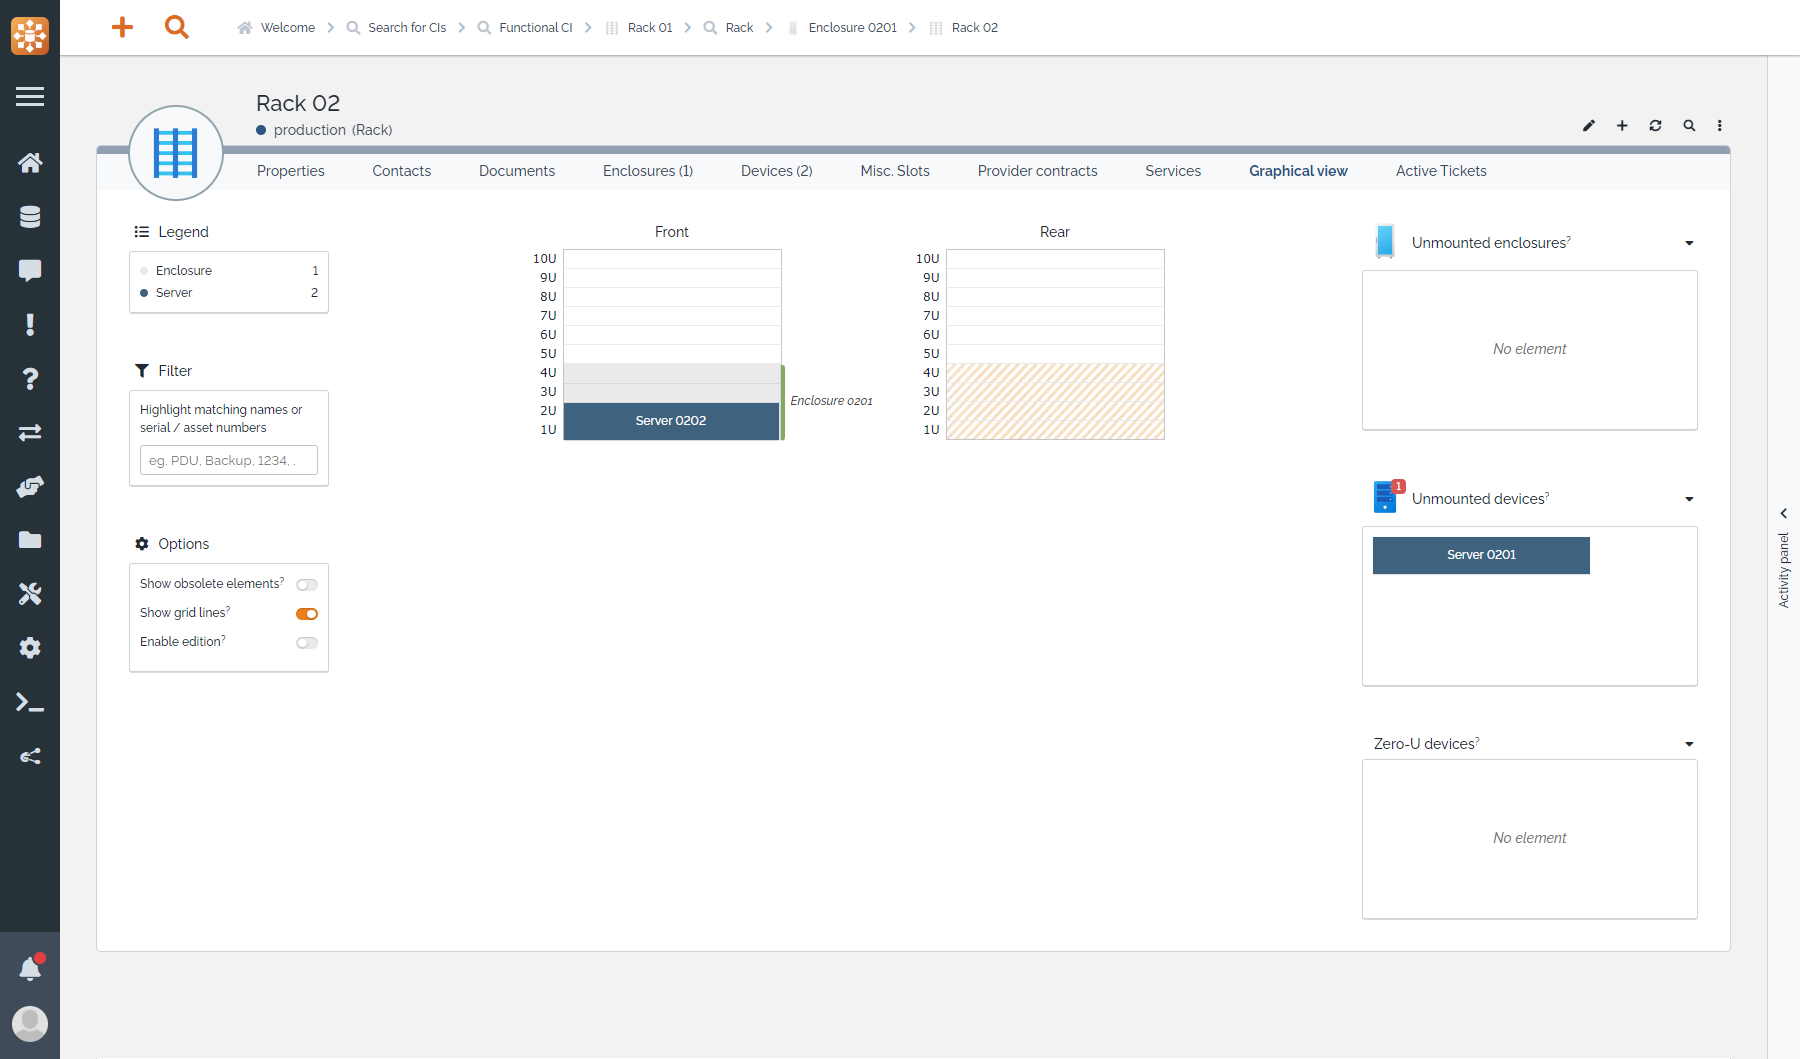 Welcome
Search for CIs
Functional CI
Rack 01
Rack
Enclosure 0201
Rack 02
Rack 02
production (Rack)
Properties
Contacts
Documents
Enclosures (1)
Devices (2)
Misc. Slots
Provider contracts
Services
Graphical view
Active Tickets
Legend
Enclosure 1
Server 2
Filter
Highlight matching names or
serial / asset numbers
eg. PDU, Backup, 1234, .
Options
Show obsolete elements?
Show grid lines?
Enable edition?
Front
10U
9U
8U
7U
6U
5U
4U
3U
2U
1U
Server 0202
Enclosure 0201
Rear
10U
9U
8U
7U
6U
5U
4U
3U
2U
1U
Unmounted enclosures?
No element
1
Unmounted devices?
Server 0201
Zero-U devices?
No element
Activity panel